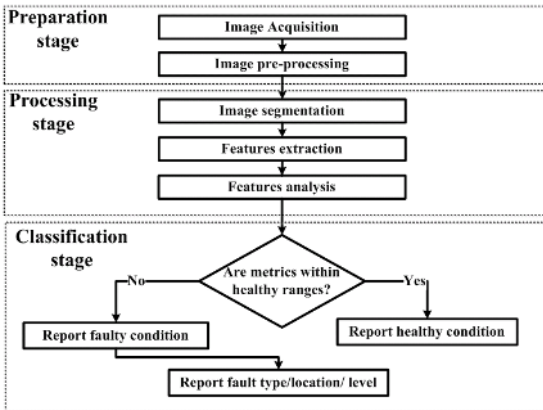 Preparation
stage
Image Acquisition
Image pre-processing
Processing
stage
Image segmentation
Features extraction
Features analysis
Classification
stage
Are metrics within
healthy ranges?
No
Yes
Report faulty condition
Report healthy condition
Report fault type/location/ level